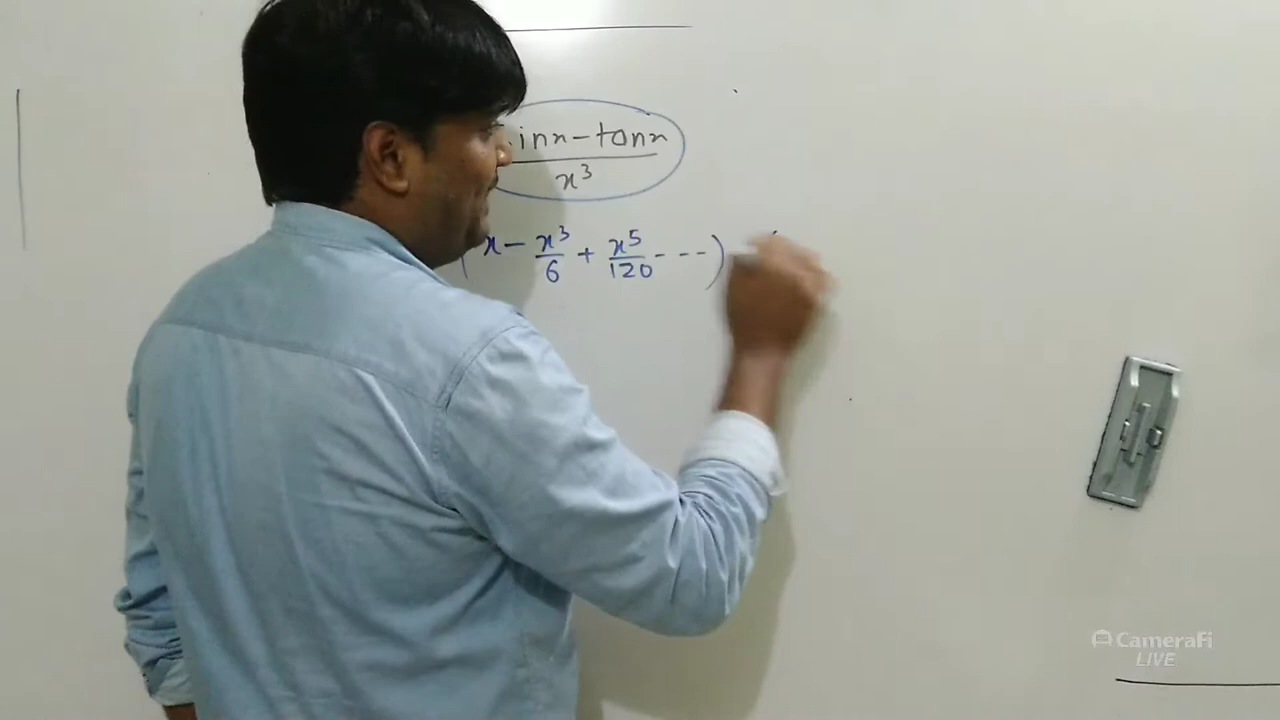 inx - tanx
x³
x - x³/6 + x⁵/120 - - - )
CameraFi
LIVE